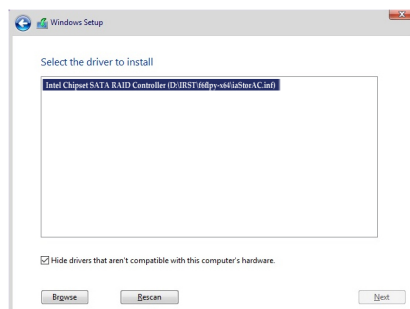 Windows Setup
Select the driver to install
Intel Chipset SATA RAID Controller (D:\IRST\f6flpy-x64\iaStorAC.inf)
Hide drivers that aren't compatible with this computer's hardware.
Browse
Rescan
Next